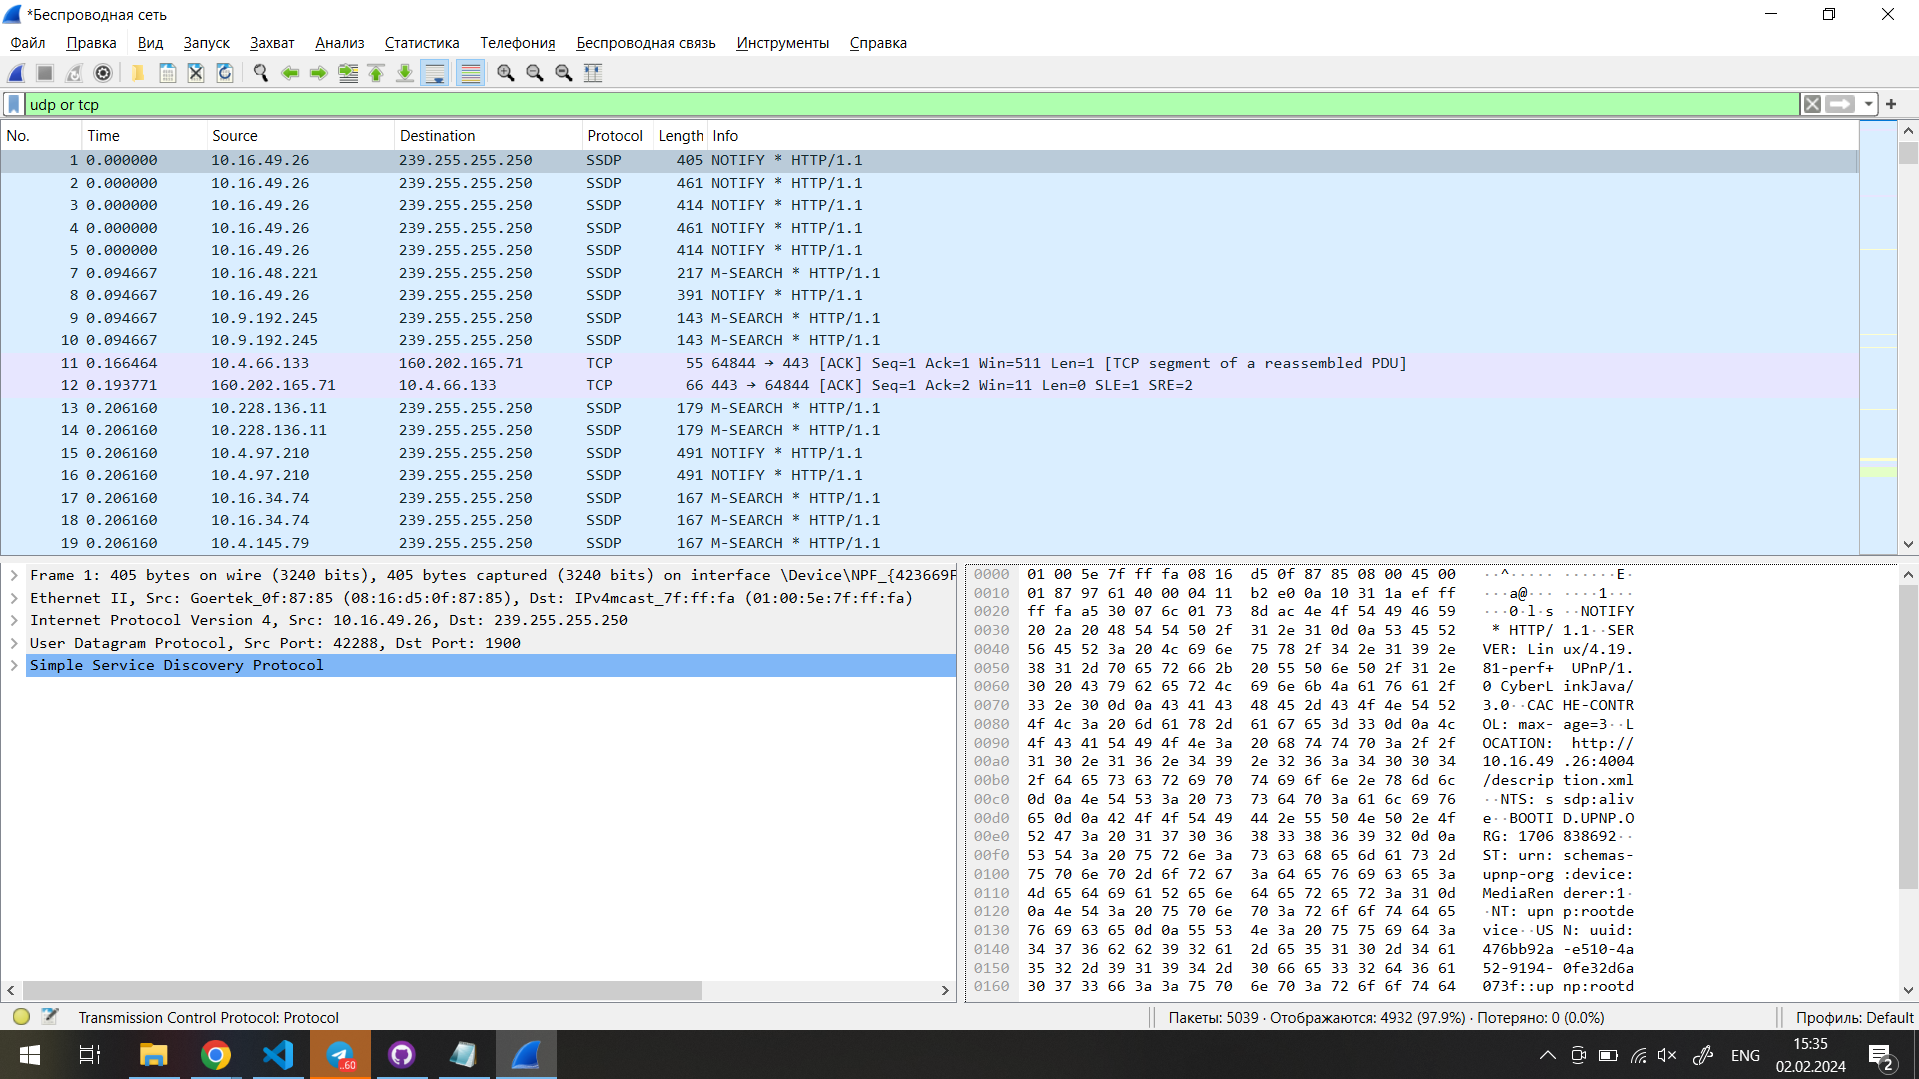 *Беспроводная сеть
Файл Правка Вид Запуск Захват Анализ Статистика Телефония Беспроводная связь Инструменты Справка
udp or tcp
No. Time Source Destination Protocol Length Info
1 0.000000 10.16.49.26 239.255.255.250 SSDP 405 NOTIFY * HTTP/1.1
2 0.000000 10.16.49.26 239.255.255.250 SSDP 461 NOTIFY * HTTP/1.1
3 0.000000 10.16.49.26 239.255.255.250 SSDP 414 NOTIFY * HTTP/1.1
4 0.000000 10.16.49.26 239.255.255.250 SSDP 461 NOTIFY * HTTP/1.1
5 0.000000 10.16.49.26 239.255.255.250 SSDP 414 NOTIFY * HTTP/1.1
7 0.094667 10.16.48.221 239.255.255.250 SSDP 217 M-SEARCH * HTTP/1.1
8 0.094667 10.16.49.26 239.255.255.250 SSDP 391 NOTIFY * HTTP/1.1
9 0.094667 10.9.192.245 239.255.255.250 SSDP 143 M-SEARCH * HTTP/1.1
10 0.094667 10.9.192.245 239.255.255.250 SSDP 143 M-SEARCH * HTTP/1.1
11 0.166464 10.4.66.133 160.202.165.71 TCP 55 64844 → 443 [ACK] Seq=1 Ack=1 Win=511 Len=1 [TCP segment of a reassembled PDU]
12 0.193771 160.202.165.71 10.4.66.133 TCP 66 443 → 64844 [ACK] Seq=1 Ack=2 Win=11 Len=0 SLE=1 SRE=2
13 0.206160 10.228.136.11 239.255.255.250 SSDP 179 M-SEARCH * HTTP/1.1
14 0.206160 10.228.136.11 239.255.255.250 SSDP 179 M-SEARCH * HTTP/1.1
15 0.206160 10.4.97.210 239.255.255.250 SSDP 491 NOTIFY * HTTP/1.1
16 0.206160 10.4.97.210 239.255.255.250 SSDP 491 NOTIFY * HTTP/1.1
17 0.206160 10.16.34.74 239.255.255.250 SSDP 167 M-SEARCH * HTTP/1.1
18 0.206160 10.16.34.74 239.255.255.250 SSDP 167 M-SEARCH * HTTP/1.1
19 0.206160 10.4.145.79 239.255.255.250 SSDP 167 M-SEARCH * HTTP/1.1
Frame 1: 405 bytes on wire (3240 bits), 405 bytes captured (3240 bits) on interface \Device\NPF_{423669F
Ethernet II, Src: Goertek_0f:87:85 (08:16:d5:0f:87:85), Dst: IPv4mcast_7f:ff:fa (01:00:5e:7f:ff:fa)
Internet Protocol Version 4, Src: 10.16.49.26, Dst: 239.255.255.250
User Datagram Protocol, Src Port: 42288, Dst Port: 1900
Simple Service Discovery Protocol
0000 01 00 5e 7f ff fa 08 16 d5 0f 87 85 08 00 45 00 ··^····· ······E·
0010 01 87 97 61 40 00 04 11 b2 e0 0a 10 31 1a ef ff ···a@··· ····1···
0020 ff fa a5 30 07 6c 01 73 8d ac 4e 4f 54 49 46 59 ···0·l·s ··NOTIFY
0030 20 2a 20 48 54 54 50 2f 31 2e 31 0d 0a 53 45 52 * HTTP/ 1.1··SER
0040 56 45 52 3a 20 4c 69 6e 75 78 2f 34 2e 31 39 2e VER: Lin ux/4.19.
0050 38 31 2d 70 65 72 66 2b 20 55 50 6e 50 2f 31 2e 81-perf+ UPnP/1.
0060 30 20 43 79 62 65 72 4c 69 6e 6b 4a 61 76 61 2f 0 CyberL inkJava/
0070 33 2e 30 0d 0a 43 41 43 48 45 2d 43 4f 4e 54 52 3.0··CAC HE-CONTR
0080 4f 4c 3a 20 6d 61 78 2d 61 67 65 3d 33 0d 0a 4c OL: max- age=3··L
0090 4f 43 41 54 49 4f 4e 3a 20 68 74 74 70 3a 2f 2f OCATION: http://
00a0 31 30 2e 31 36 2e 34 39 2e 32 36 3a 34 30 30 34 10.16.49 .26:4004
00b0 2f 64 65 73 63 72 69 70 74 69 6f 6e 2e 78 6d 6c /descrip tion.xml
00c0 0d 0a 4e 54 53 3a 20 73 73 64 70 3a 61 6c 69 76 ··NTS: s sdp:aliv
00d0 65 0d 0a 42 4f 4f 54 49 44 2e 55 50 4e 50 2e 4f e··BOOTI D.UPNP.O
00e0 52 47 3a 20 31 37 30 36 38 33 38 36 39 32 0d 0a RG: 1706 838692··
00f0 53 54 3a 20 75 72 6e 3a 73 63 68 65 6d 61 73 2d ST: urn: schemas-
0100 75 70 6e 70 2d 6f 72 67 3a 64 65 76 69 63 65 3a upnp-org :device:
0110 4d 65 64 69 61 52 65 6e 64 65 72 65 72 3a 31 0d MediaRen derer:1·
0120 0a 4e 54 3a 20 75 70 6e 70 3a 72 6f 6f 74 64 65 ·NT: upn p:rootde
0130 76 69 63 65 0d 0a 55 53 4e 3a 20 75 75 69 64 3a vice··US N: uuid:
0140 34 37 36 62 62 39 32 61 2d 65 35 31 30 2d 34 61 476bb92a -e510-4a
0150 35 32 2d 39 31 39 34 2d 30 66 65 33 32 64 36 61 52-9194- 0fe32d6a
0160 30 37 33 66 3a 3a 75 70 6e 70 3a 72 6f 6f 74 64 073f::up np:rootd
Transmission Control Protocol: Protocol Пакеты: 5039 · Отображаются: 4932 (97.9%) · Потеряно: 0 (0.0%) Профиль: Default
..60
ENG
15:35
02.02.2024
2